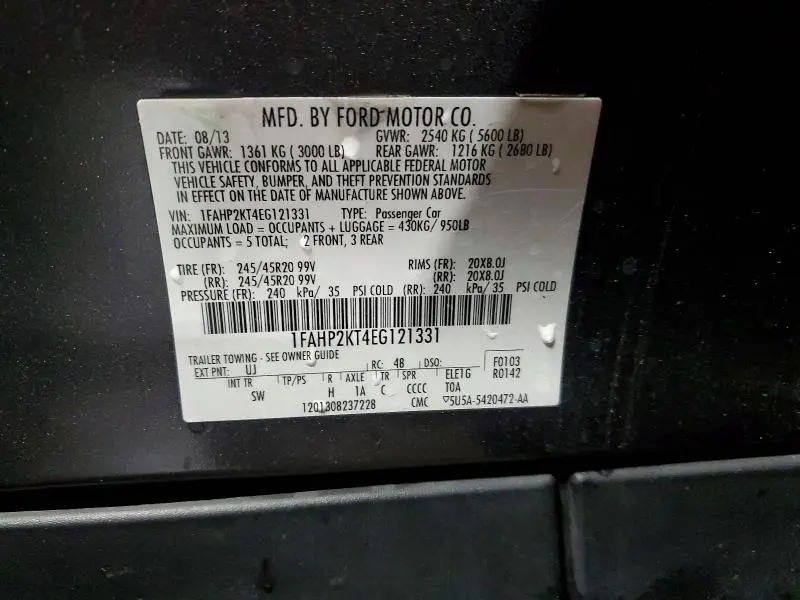 MFD. BY FORD MOTOR CO.
DATE: 08/13 GVWR: 2540 KG ( 5600 LB)
FRONT GAWR: 1361 KG ( 3000 LB) REAR GAWR: 1216 KG ( 2680 LB)
THIS VEHICLE CONFORMS TO ALL APPLICABLE FEDERAL MOTOR
VEHICLE SAFETY, BUMPER, AND THEFT PREVENTION STANDARDS
IN EFFECT ON THE DATE OF MANUFACTURE SHOWN ABOVE.
VIN: 1FAHP2KT4EG121331 TYPE: Passenger Car
MAXIMUM LOAD = OCCUPANTS + LUGGAGE = 430KG/ 950LB
OCCUPANTS = 5 TOTAL; 2 FRONT, 3 REAR
TIRE (FR): 245/45R20 99V RIMS (FR): 20X8.0J
(RR): 245/45R20 99V (RR): 20X8.0J
PRESSURE (FR): 240 kPa/ 35 PSI COLD (RR): 240 kPa/ 35 PSI COLD
1FAHP2KT4EG121331
TRAILER TOWING - SEE OWNER GUIDE
EXT PNT: UJ RC: 48 DSO: F0103
INT TR TP/PS R AXLE TR SPR ELE1G R0142
SW H 1A C CCCC T0A
1201308237228 CMC ▽5U5A-5420472-AA